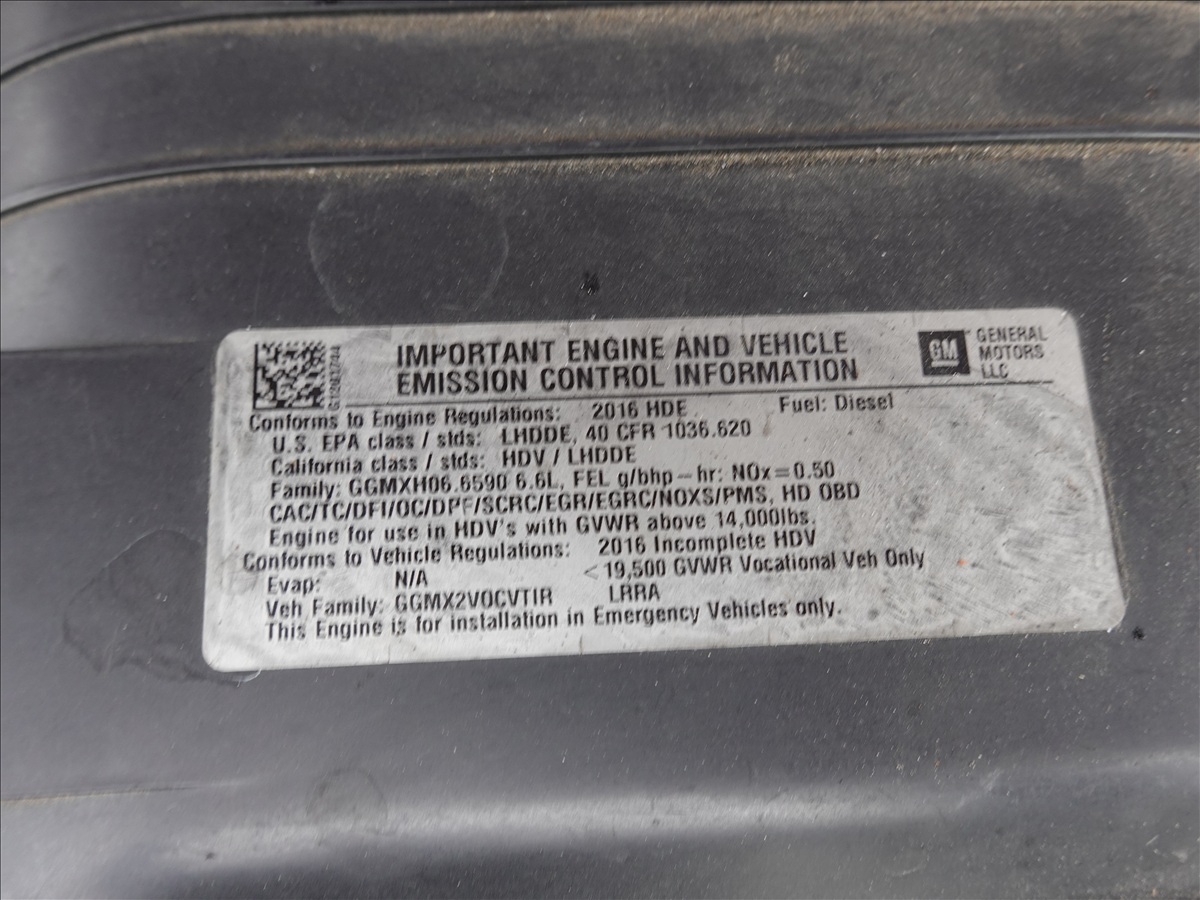 IMPORTANT ENGINE AND VEHICLE
EMISSION CONTROL INFORMATION
GM
GENERAL
MOTORS
LLC
Conforms to Engine Regulations: 2016 HDE Fuel: Diesel
U.S. EPA class / stds: LHDDE, 40 CFR 1036.620
California class / stds: HDV / LHDDE
Family: GGMXH06.6590 6.6L, FEL g/bhp-hr: NOx=0.50
CAC/TC/DFI/OC/DPF/SCRC/EGR/EGRC/NOXS/PMS, HD OBD
Engine for use in HDV's with GVWR above 14,000lbs.
Conforms to Vehicle Regulations: 2016 Incomplete HDV
Evap: N/A <19,500 GVWR Vocational Veh Only
Veh Family: GGMX2VOCVTIR LRRA
This Engine is for installation in Emergency Vehicles only.